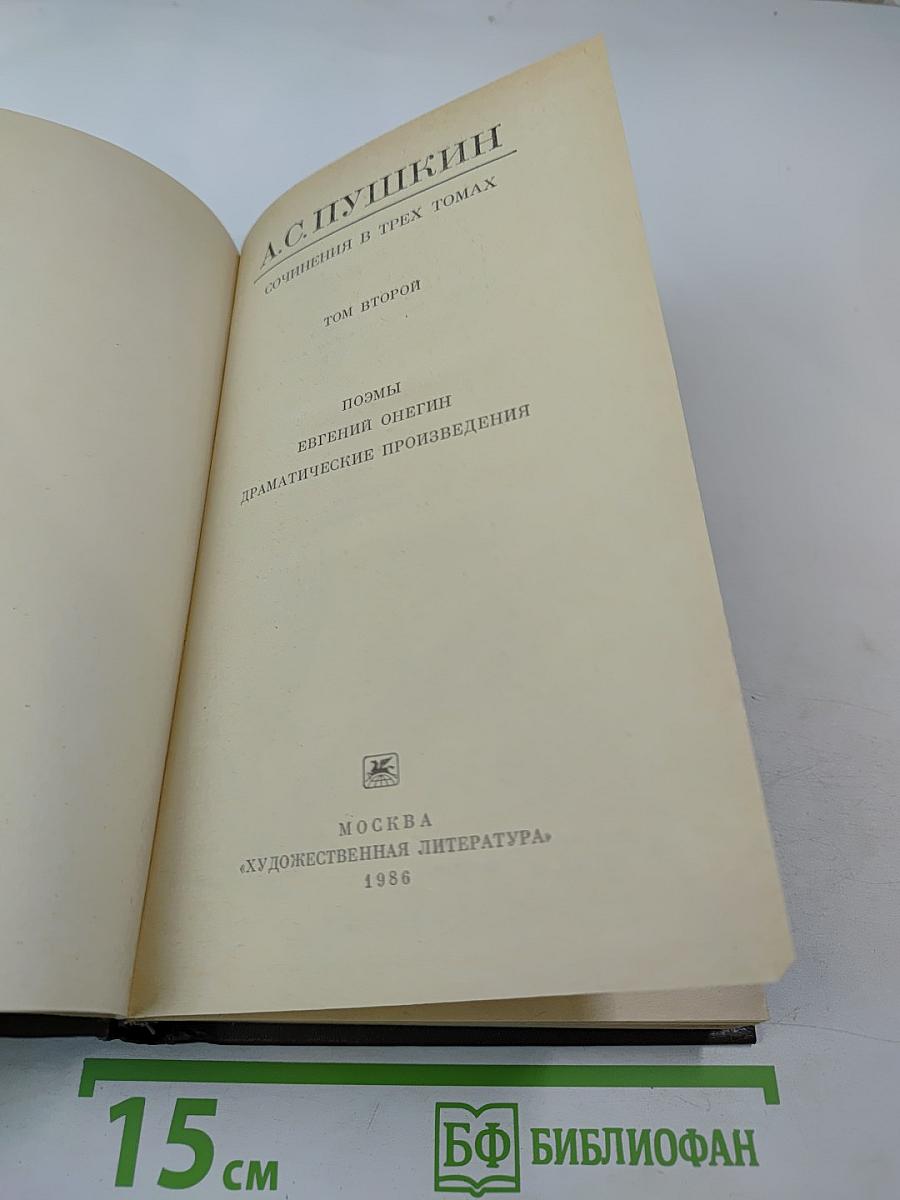 А.С.ПУШКИН
СОЧИНЕНИЯ В ТРЕХ ТОМАХ
ТОМ ВТОРОЙ
ПОЭМЫ
ЕВГЕНИЙ ОНЕГИН
ДРАМАТИЧЕСКИЕ ПРОИЗВЕДЕНИЯ
МОСКВА
«ХУДОЖЕСТВЕННАЯ ЛИТЕРАТУРА»
1986
15 см
БФ БИБЛИОФАН